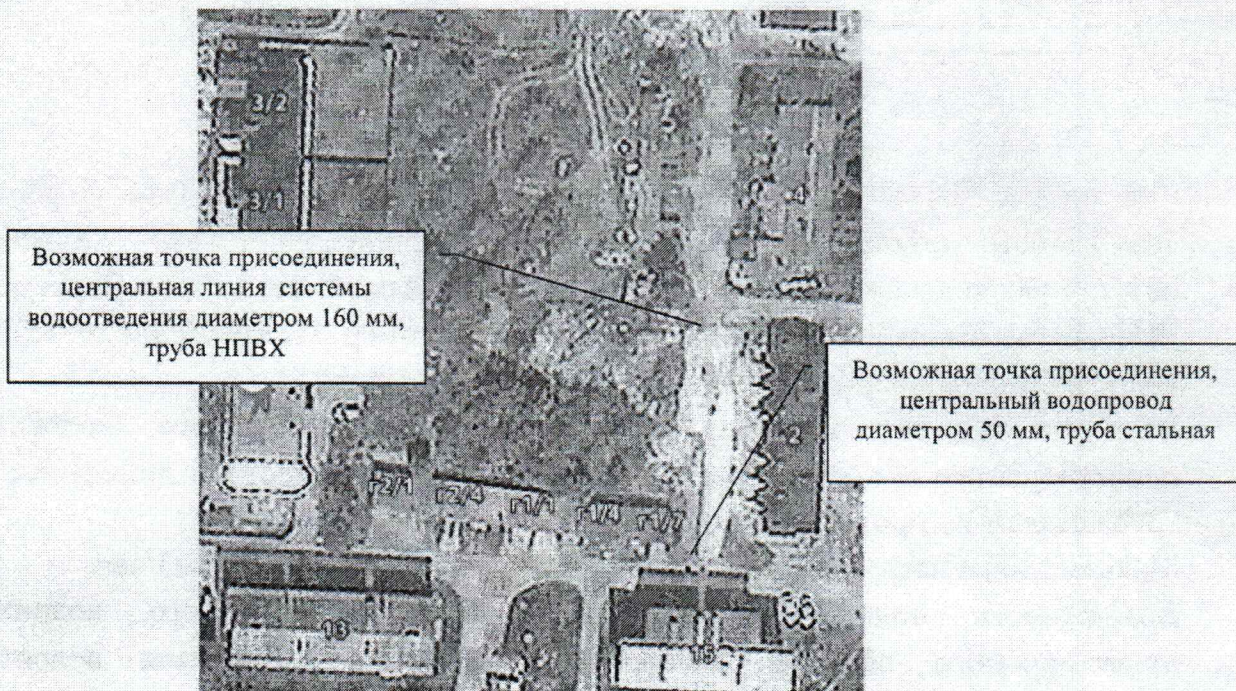 3/2
3/1
4
Возможная точка присоединения,
центральная линия системы
водоотведения диаметром 160 мм,
труба НПВХ
Возможная точка присоединения,
центральный водопровод
диаметром 50 мм, труба стальная
2
г2/1
г2/4
г1/1
г1/4
г1/7
13
15